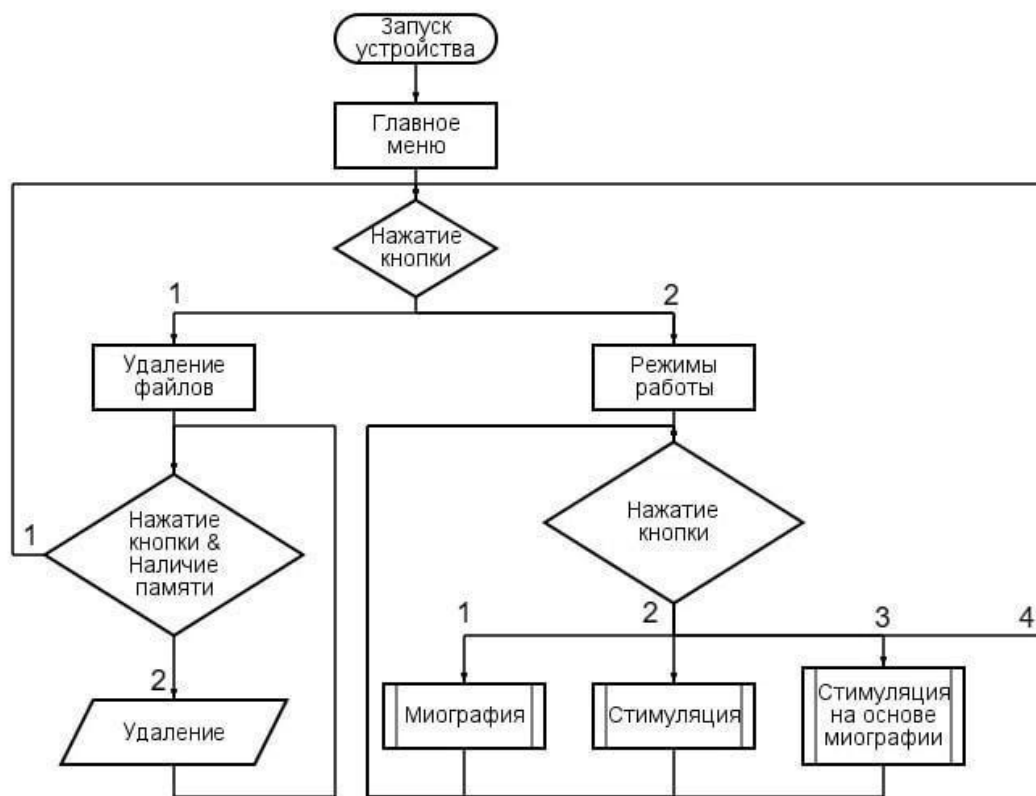 Запуск
устройства
Главное
меню
Нажатие
кнопки
1
2
Удаление
файлов
Режимы
работы
Нажатие
кнопки &
Наличие
памяти
1
2
Удаление
Нажатие
кнопки
1
2
3
4
Миография
Стимуляция
Стимуляция
на основе
миографии